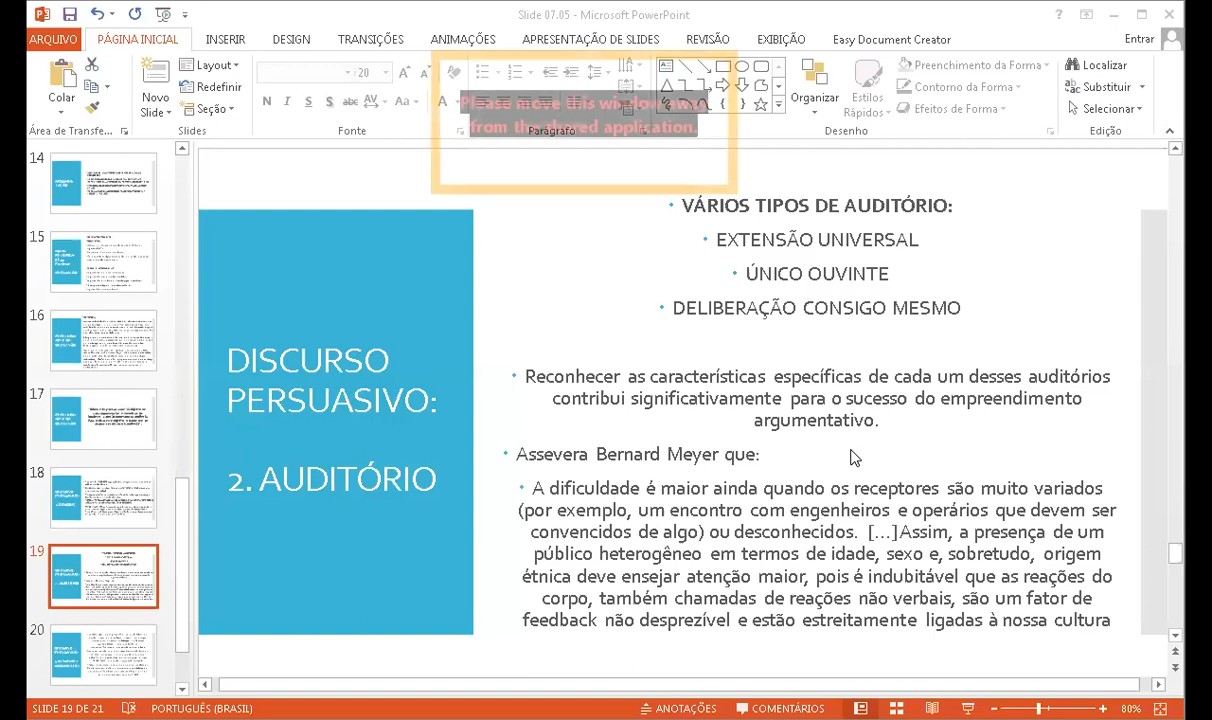 Slide 07.05 - Microsoft PowerPoint
ARQUIVO PÁGINA INICIAL INSERIR DESIGN TRANSIÇÕES ANIMAÇÕES APRESENTAÇÃO DE SLIDES REVISÃO EXIBIÇÃO Easy Document Creator Entrar
Colar
Área de Transfe...
Novo
Slide
Layout
Redefinir
Seção
20
N I S S abc AV Aa A
Fonte
Please move this window away
from the shared application.
Parágrafo
Organizar
Estilos
Rápidos
Preenchimento da Forma
Contorno da Forma
Efeitos de Forma
Desenho
Localizar
Substituir
Selecionar
Edição
14
15
16
17
18
19
20
DISCURSO
PERSUASIVO:
2. AUDITÓRIO
• VÁRIOS TIPOS DE AUDITÓRIO:
• EXTENSÃO UNIVERSAL
• ÚNICO OUVINTE
• DELIBERAÇÃO CONSIGO MESMO
• Reconhecer as características específicas de cada um desses auditórios
contribui significativamente para o sucesso do empreendimento
argumentativo.
• Assevera Bernard Meyer que:
• A dificuldade é maior ainda quando os receptores são muito variados
(por exemplo, um encontro com engenheiros e operários que devem ser
convencidos de algo) ou desconhecidos. [...] Assim, a presença de um
público heterogêneo em termos de idade, sexo e, sobretudo, origem
étnica deve ensejar atenção maior, pois é indubitável que as reações do
corpo, também chamadas de reações não verbais, são um fator de
feedback não desprezível e estão estreitamente ligadas à nossa cultura
SLIDE 19 DE 21 PORTUGUÊS (BRASIL) ANOTAÇÕES COMENTÁRIOS 80%